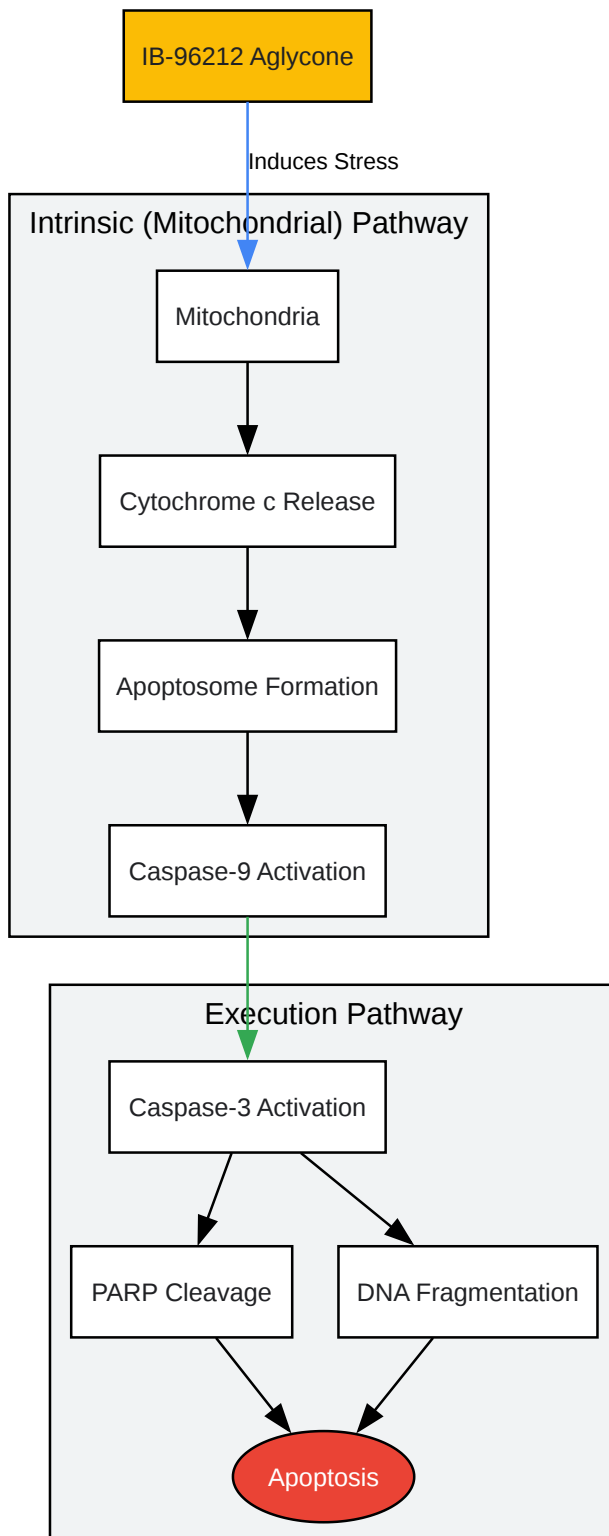 IB-96212 Aglycone
Induces Stress
Intrinsic (Mitochondrial) Pathway
Mitochondria
Cytochrome c Release
Apoptosome Formation
Caspase-9 Activation
Execution Pathway
Caspase-3 Activation
PARP Cleavage
DNA Fragmentation
Apoptosis